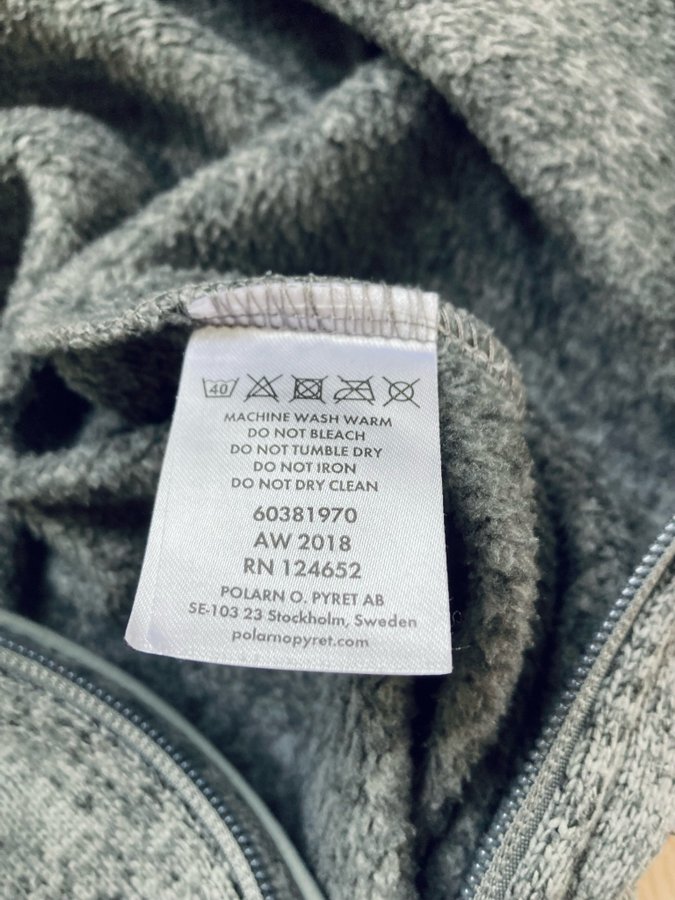 40
MACHINE WASH WARM
DO NOT BLEACH
DO NOT TUMBLE DRY
DO NOT IRON
DO NOT DRY CLEAN
60381970
AW 2018
RN 124652
POLARN O. PYRET AB
SE-103 23 Stockholm, Sweden
polarnopyret.com